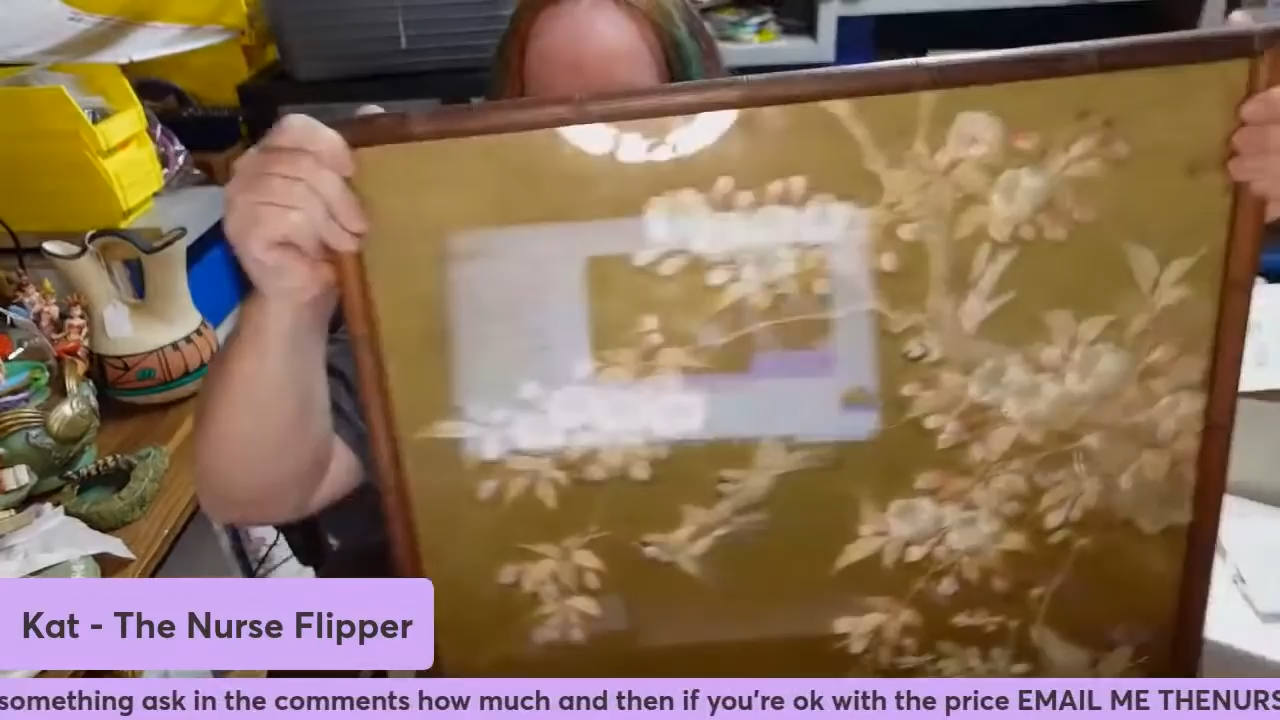 Kat - The Nurse Flipper
something ask in the comments how much and then if you're ok with the price EMAIL ME THENURS